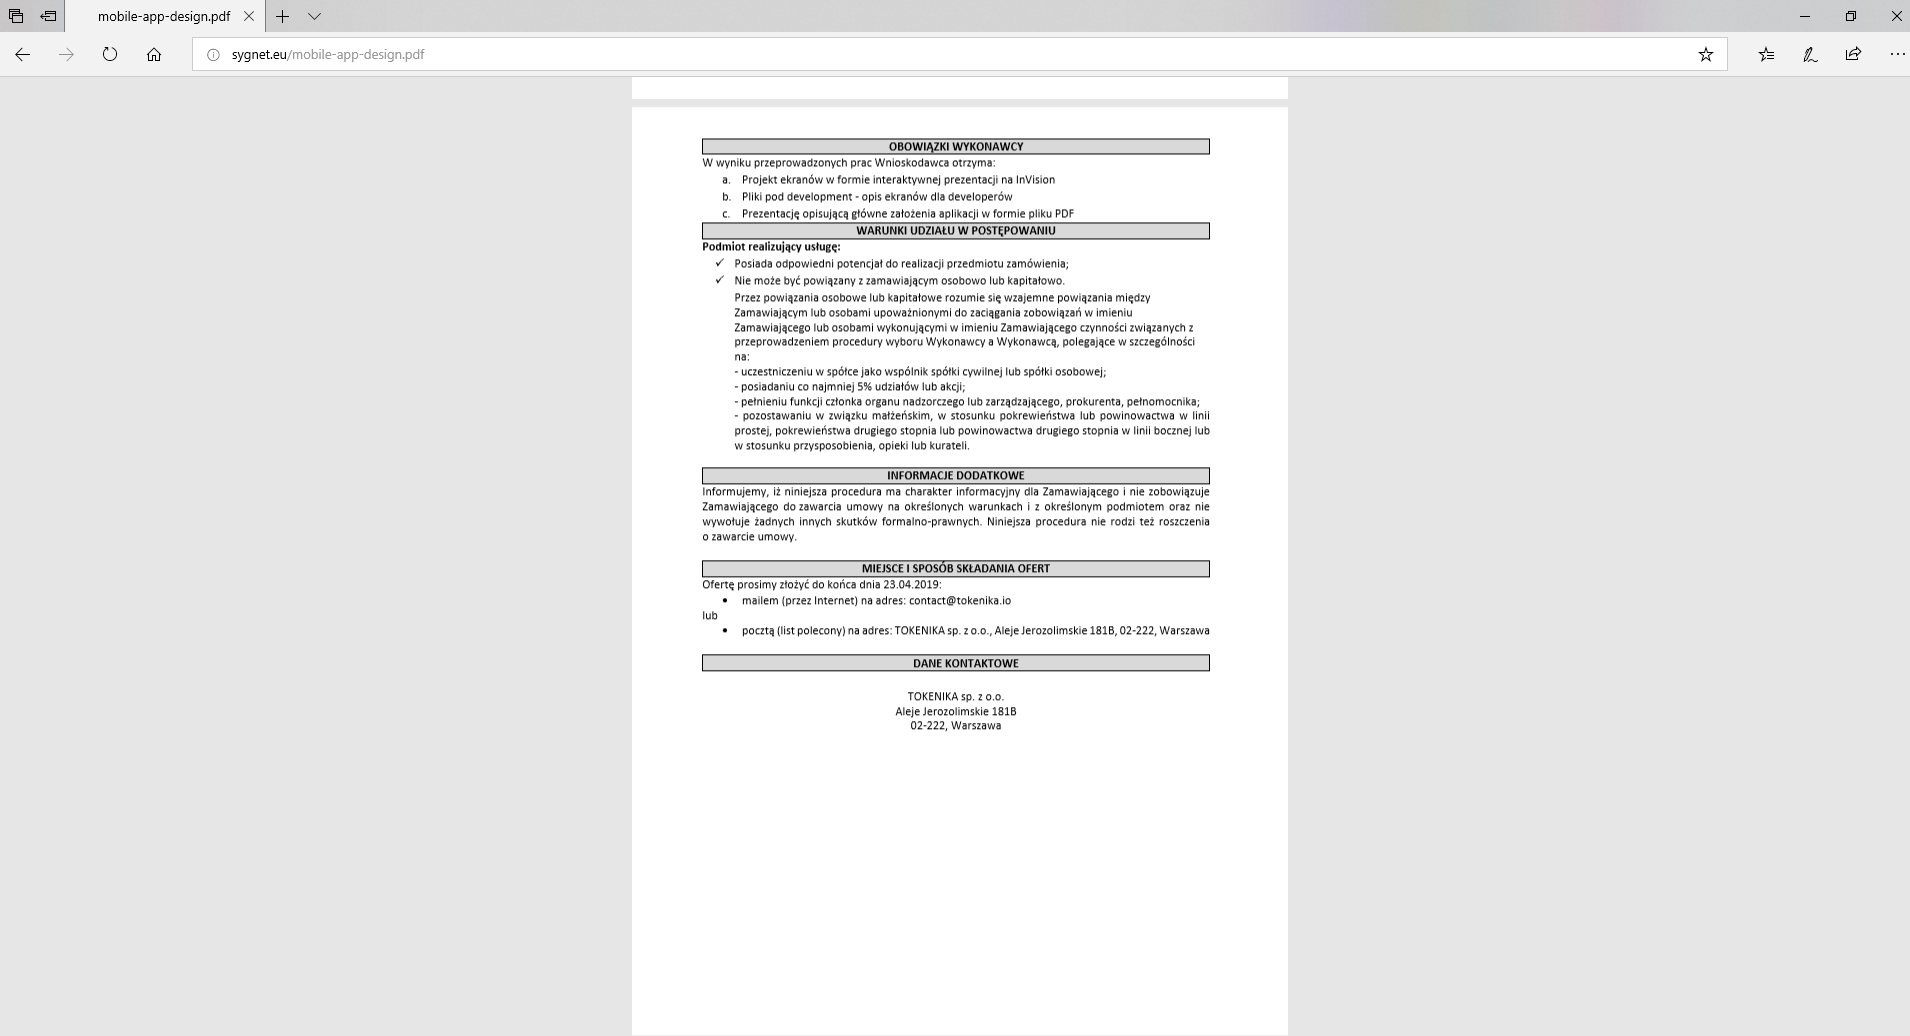 mobile-app-design.pdf
sygnet.eu/mobile-app-design.pdf
OBOWIĄZKI WYKONAWCY
W wyniku przeprowadzonych prac Wnioskodawca otrzyma:
a. Projekt ekranów w formie interaktywnej prezentacji na InVision
b. Pliki pod development - opis ekranów dla developerów
c. Prezentację opisującą główne założenia aplikacji w formie pliku PDF
WARUNKI UDZIAŁU W POSTĘPOWANIU
Podmiot realizujący usługę:
✓ Posiada odpowiedni potencjał do realizacji przedmiotu zamówienia;
✓ Nie może być powiązany z zamawiającym osobowo lub kapitałowo.
Przez powiązania osobowe lub kapitałowe rozumie się wzajemne powiązania między
Zamawiającym lub osobami upoważnionymi do zaciągania zobowiązań w imieniu
Zamawiającego lub osobami wykonującymi w imieniu Zamawiającego czynności związanych z
przeprowadzeniem procedury wyboru Wykonawcy a Wykonawcą, polegające w szczególności
na:
- uczestniczeniu w spółce jako wspólnik spółki cywilnej lub spółki osobowej;
- posiadaniu co najmniej 5% udziałów lub akcji;
- pełnieniu funkcji członka organu nadzorczego lub zarządzającego, prokurenta, pełnomocnika;
- pozostawaniu w związku małżeńskim, w stosunku pokrewieństwa lub powinowactwa w linii
prostej, pokrewieństwa drugiego stopnia lub powinowactwa drugiego stopnia w linii bocznej lub
w stosunku przysposobienia, opieki lub kurateli.
INFORMACJE DODATKOWE
Informujemy, iż niniejsza procedura ma charakter informacyjny dla Zamawiającego i nie zobowiązuje
Zamawiającego do zawarcia umowy na określonych warunkach i z określonym podmiotem oraz nie
wywołuje żadnych innych skutków formalno-prawnych. Niniejsza procedura nie rodzi też roszczenia
o zawarcie umowy.
MIEJSCE I SPOSÓB SKŁADANIA OFERT
Ofertę prosimy złożyć do końca dnia 23.04.2019:
• mailem (przez Internet) na adres: contact@tokenika.io
lub
• pocztą (list polecony) na adres: TOKENIKA sp. z o.o., Aleje Jerozolimskie 181B, 02-222, Warszawa
DANE KONTAKTOWE
TOKENIKA sp. z o.o.
Aleje Jerozolimskie 181B
02-222, Warszawa